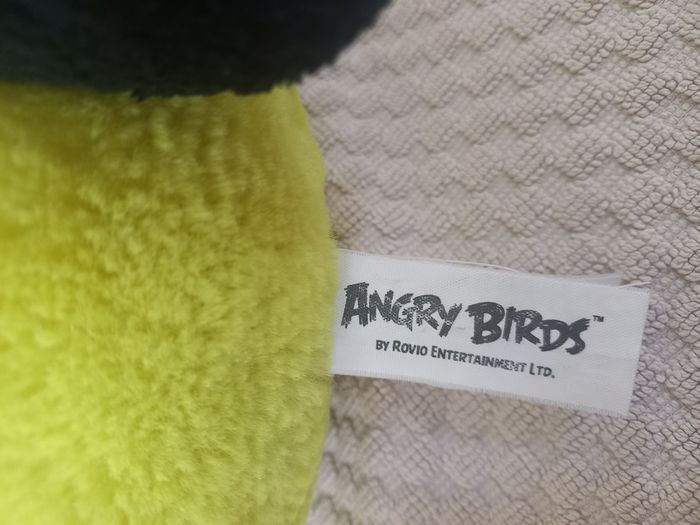 ANGRY BIRDS™
BY ROVIO ENTERTAINMENT LTD.